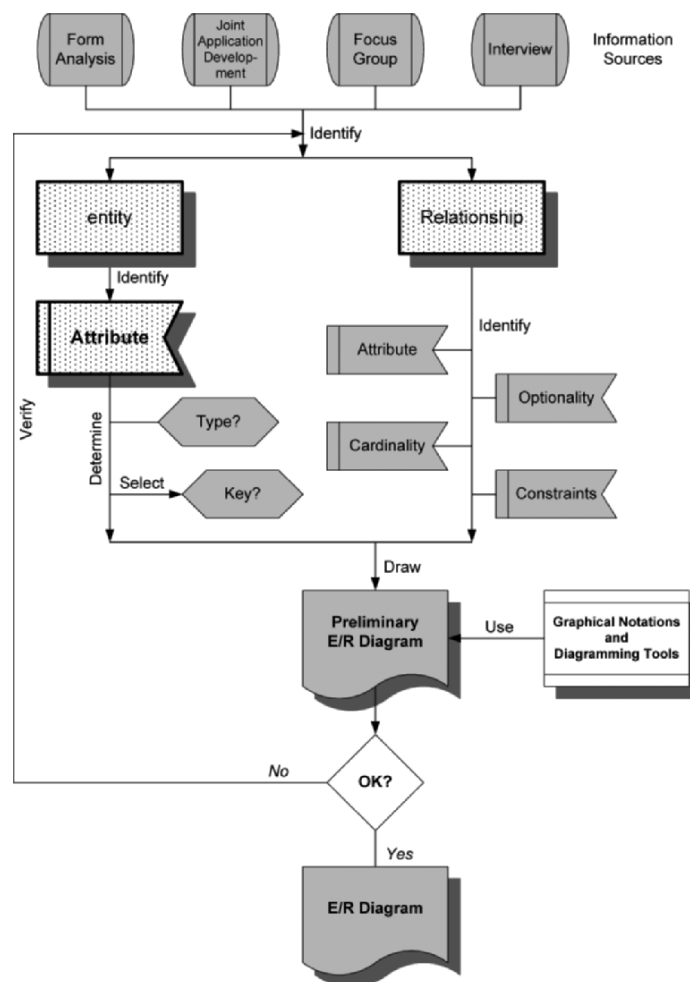 Form
Analysis
Joint
Application
Develop-
ment
Focus
Group
Interview
Information
Sources
Identify
entity
Relationship
Identify
Attribute
Identify
Attribute
Optionality
Verify
Determine
Type?
Cardinality
Select
Key?
Constraints
Draw
Preliminary
E/R Diagram
Use
Graphical Notations
and
Diagramming Tools
No
OK?
Yes
E/R Diagram